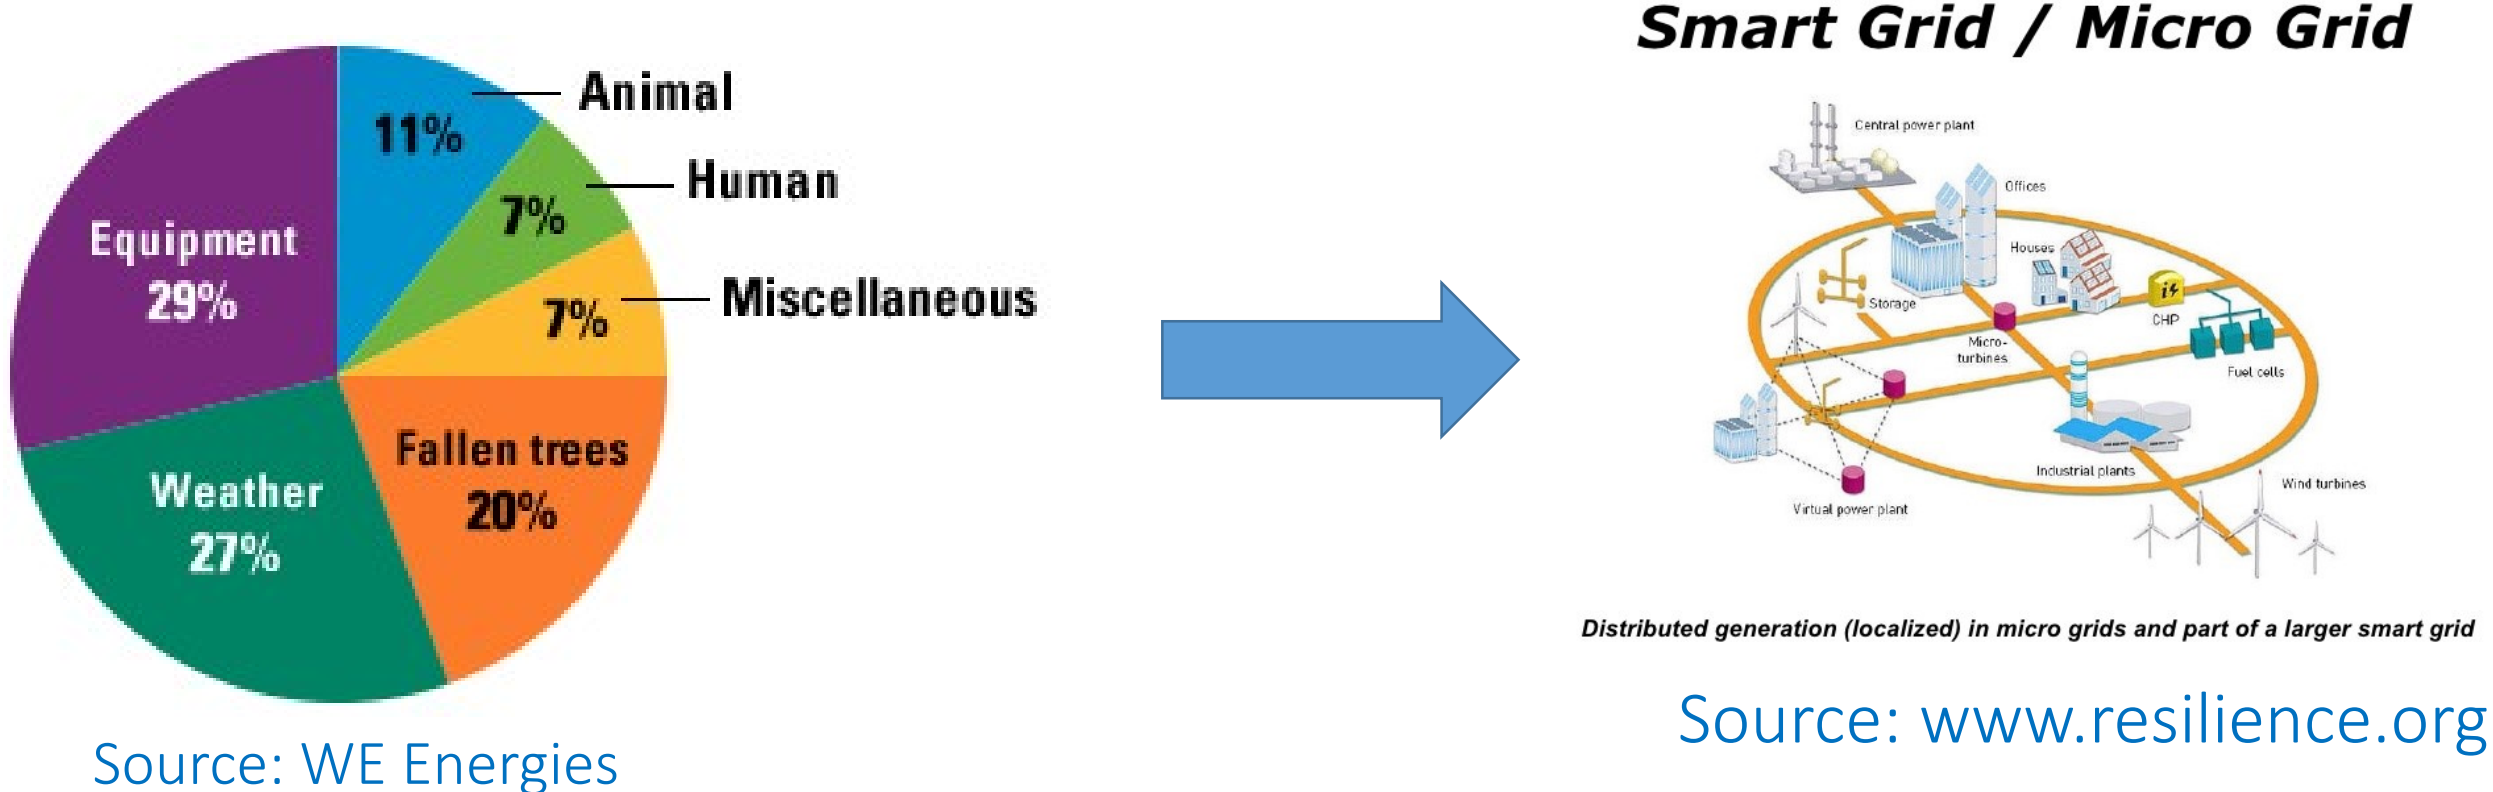 Animal
11%
Human
7%
Miscellaneous
7%
Equipment
29%
Fallen trees
20%
Weather
27%
Source: WE Energies
Smart Grid / Micro Grid
Central power plant
Offices
Houses
Storage
CHP
Micro-
turbines
Fuel cells
Industrial plants
Wind turbines
Virtual power plant
Distributed generation (localized) in micro grids and part of a larger smart grid
Source: www.resilience.org